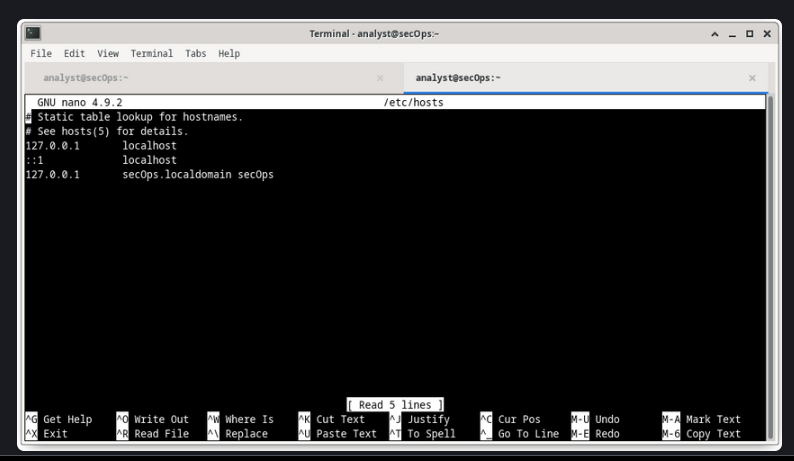 Terminal - analyst@secOps:~
File Edit View Terminal Tabs Help
analyst@secOps:~ × analyst@secOps:~ ×
GNU nano 4.9.2 /etc/hosts
# Static table lookup for hostnames.
# See hosts(5) for details.
127.0.0.1 localhost
::1 localhost
127.0.0.1 secOps.localdomain secOps
[ Read 5 lines ]
^G Get Help ^O Write Out ^W Where Is ^K Cut Text ^J Justify ^C Cur Pos M-U Undo M-A Mark Text
^X Exit ^R Read File ^\ Replace ^U Paste Text ^T To Spell ^_ Go To Line M-E Redo M-6 Copy Text